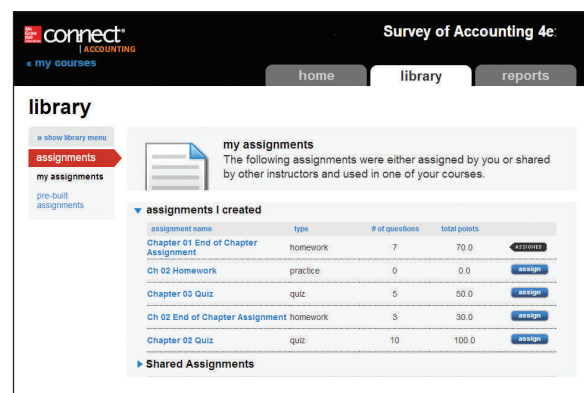 Mc Graw Hill Education connect®
| ACCOUNTING
Survey of Accounting 4e:
« my courses
home library reports
library
» show library menu
assignments
my assignments
pre-built
assignments
my assignments
The following assignments were either assigned by you or shared
by other instructors and used in one of your courses.
assignments I created
assignment name type # of questions total points
Chapter 01 End of Chapter
Assignment homework 7 70.0 ASSIGNED
Ch 02 Homework practice 0 0.0 assign
Chapter 03 Quiz quiz 5 50.0 assign
Ch 02 End of Chapter Assignment homework 3 30.0 assign
Chapter 02 Quiz quiz 10 100.0 assign
Shared Assignments